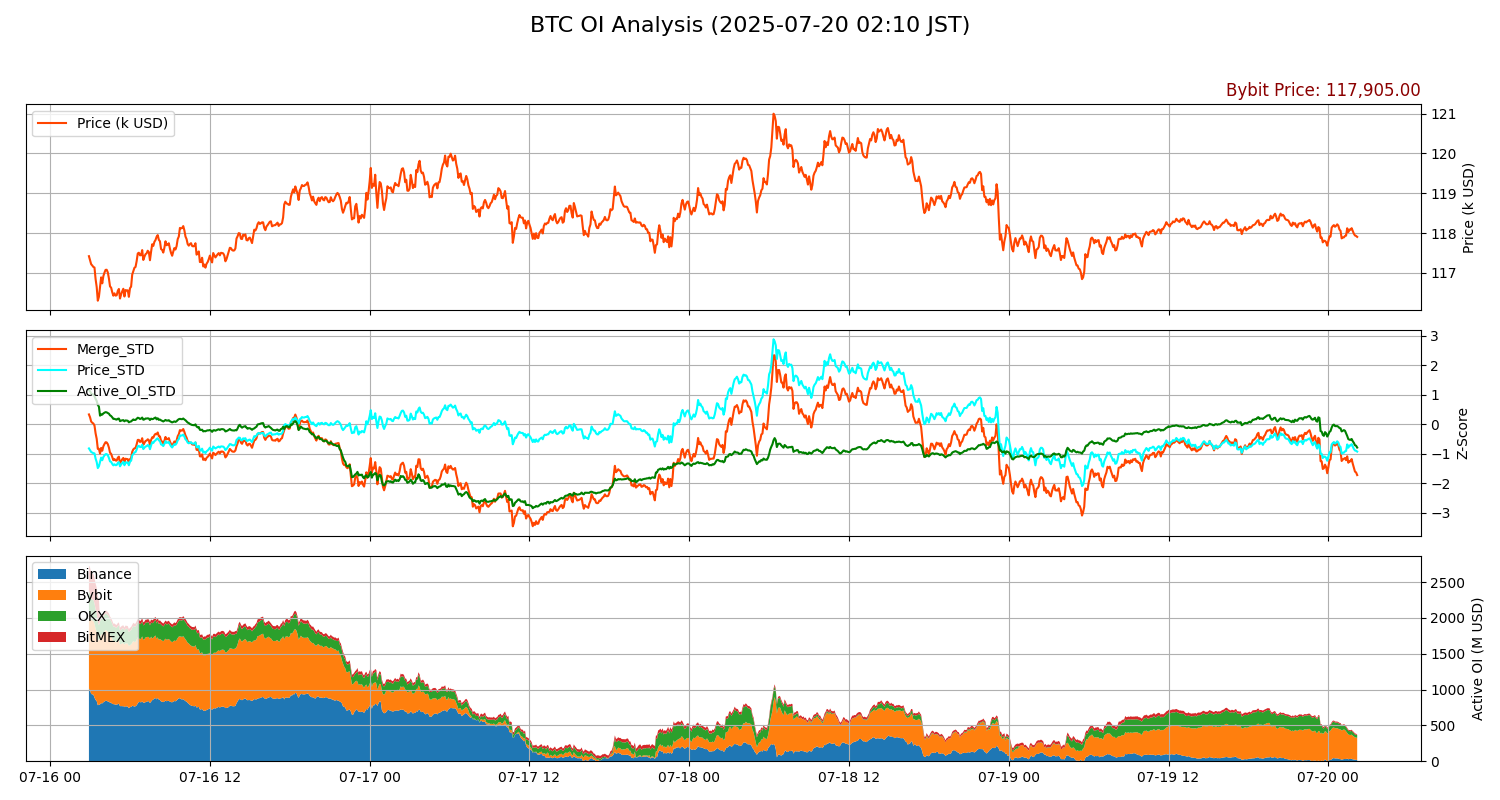 BTC OI Analysis (2025-07-20 02:10 JST)
Bybit Price: 117,905.00
Price (k USD)
121
120
119
118
117
Price (k USD)
Merge_STD
Price_STD
Active_OI_STD
3
2
1
0
−1
−2
−3
Z-Score
Binance
Bybit
OKX
BitMEX
2500
2000
1500
1000
500
0
Active OI (M USD)
07-16 00
07-16 12
07-17 00
07-17 12
07-18 00
07-18 12
07-19 00
07-19 12
07-20 00